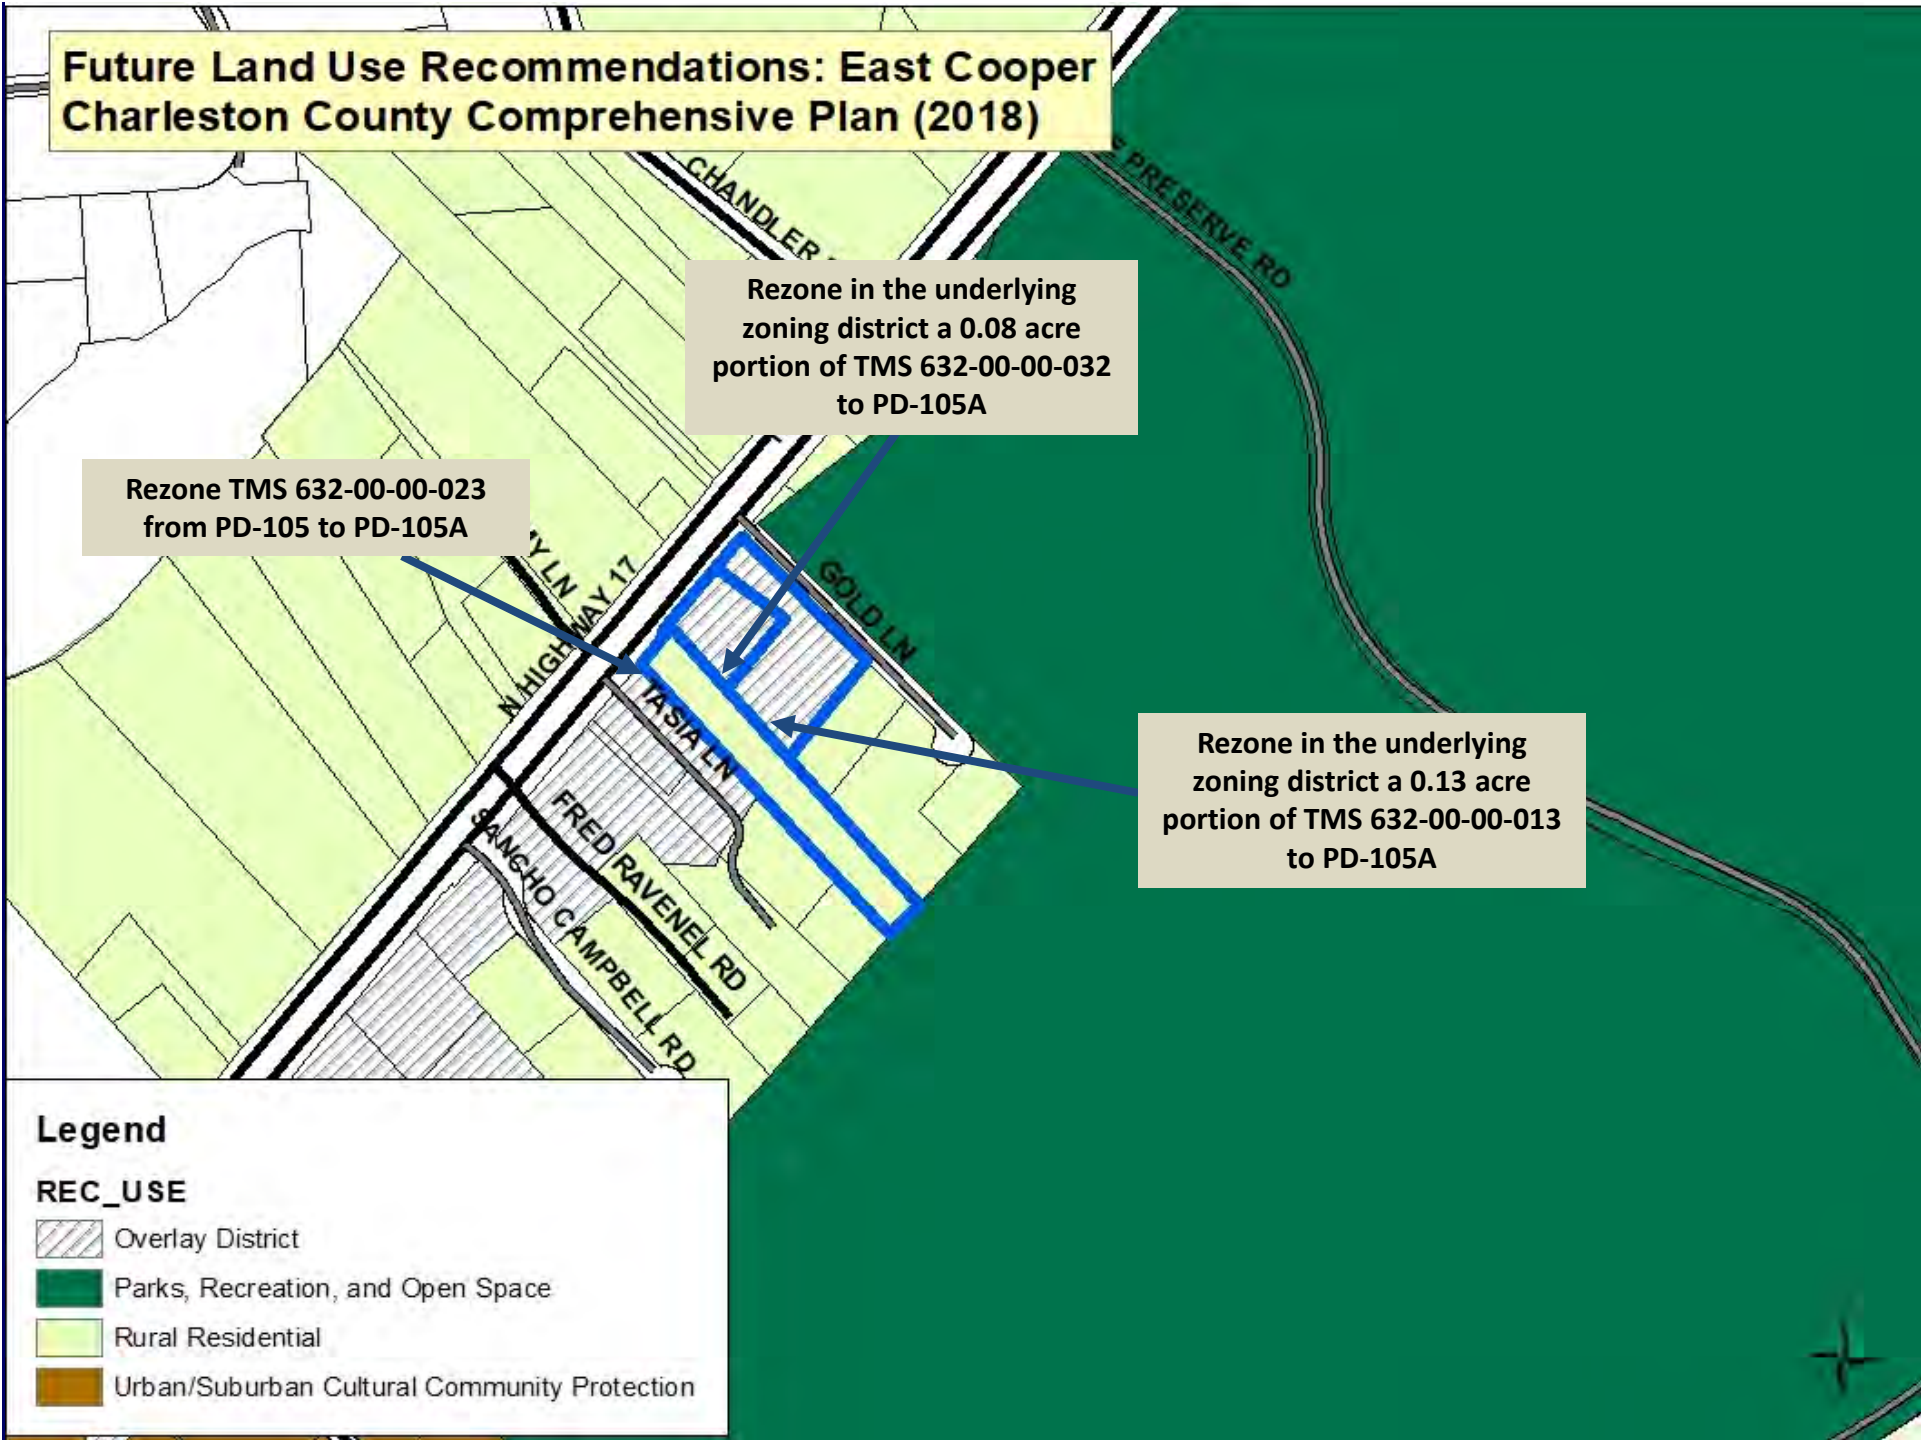 Future Land Use Recommendations: East Cooper
Charleston County Comprehensive Plan (2018)
CHANDLER
PRESERVE RD
Rezone in the underlying
zoning district a 0.08 acre
portion of TMS 632-00-00-032
to PD-105A
Rezone TMS 632-00-00-023
from PD-105 to PD-105A
LN
N HIGHWAY 17
GOLD LN
TASIA LN
FRED RAVENEL RD
SANCHO CAMPBELL RD
Rezone in the underlying
zoning district a 0.13 acre
portion of TMS 632-00-00-013
to PD-105A
Legend
REC_USE
Overlay District
Parks, Recreation, and Open Space
Rural Residential
Urban/Suburban Cultural Community Protection